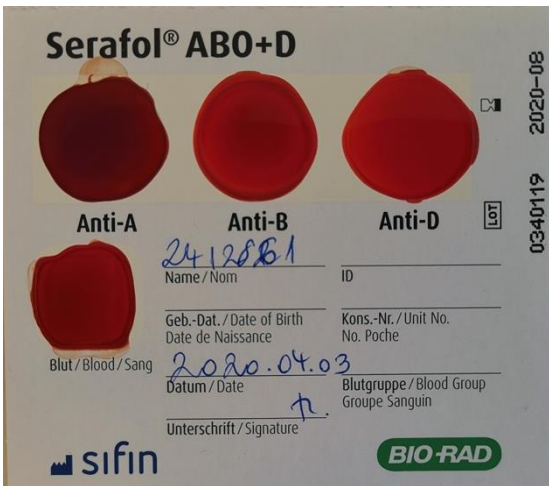 Serafol® ABO+D
Anti-A Anti-B Anti-D
LOT 0340119 2020-08
Name / Nom
ID
Geb.-Dat. / Date of Birth
Date de Naissance
Kons.-Nr. / Unit No.
No. Poche
Blut / Blood / Sang
2020.04.03
Datum / Date
Blutgruppe / Blood Group
Groupe Sanguin
Unterschrift / Signature
sifin
BIO-RAD